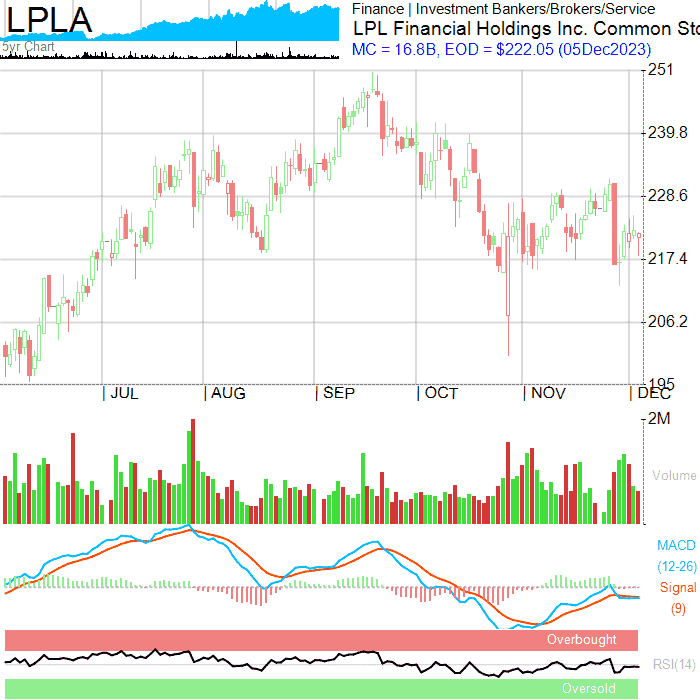 LPLA
5yr Chart
Finance | Investment Bankers/Brokers/Service
LPL Financial Holdings Inc. Common Sto
MC = 16.8B, EOD = $222.05 (05Dec2023)
251
239.8
228.6
217.4
206.2
195
| JUL | AUG | SEP | OCT | NOV | DEC
2M
Volume
MACD
(12-26)
Signal
(9)
Overbought
RSI(14)
Oversold